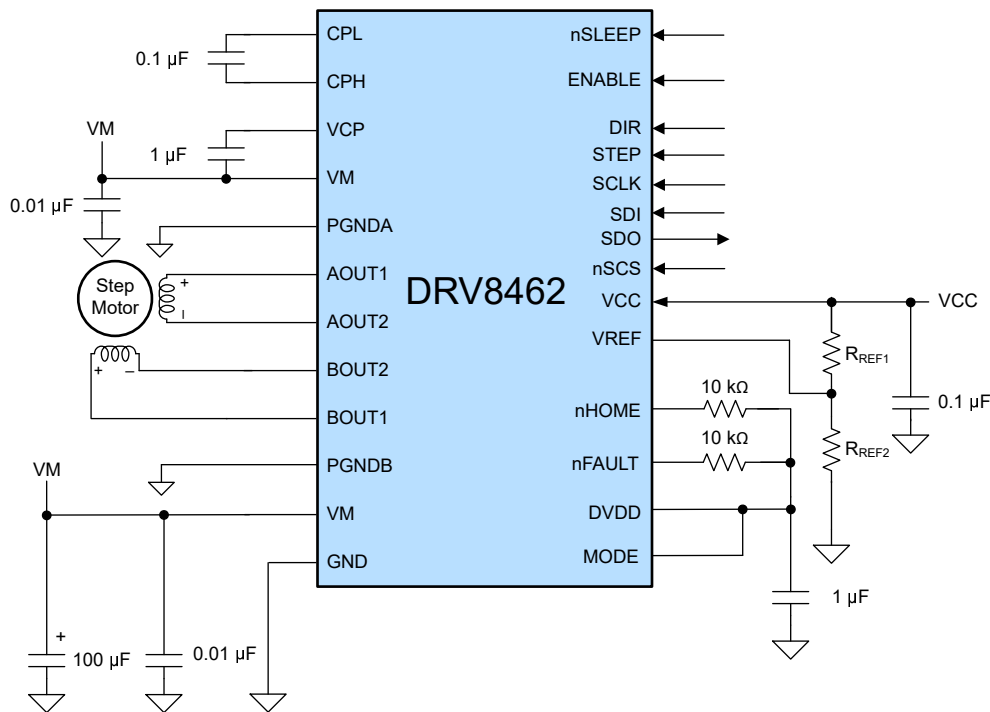 CPL
nSLEEP
0.1 µF
CPH
ENABLE
VM
VCP
DIR
1 µF
STEP
VM
SCLK
0.01 µF
SDI
PGNDA
SDO
nSCS
Step
Motor
+
AOUT1
DRV8462
VCC
VCC
–
AOUT2
VREF
RREF1
+
–
BOUT2
10 kΩ
0.1 µF
BOUT1
nHOME
10 kΩ
RREF2
VM
PGNDB
nFAULT
VM
DVDD
GND
MODE
1 µF
+
100 µF
0.01 µF